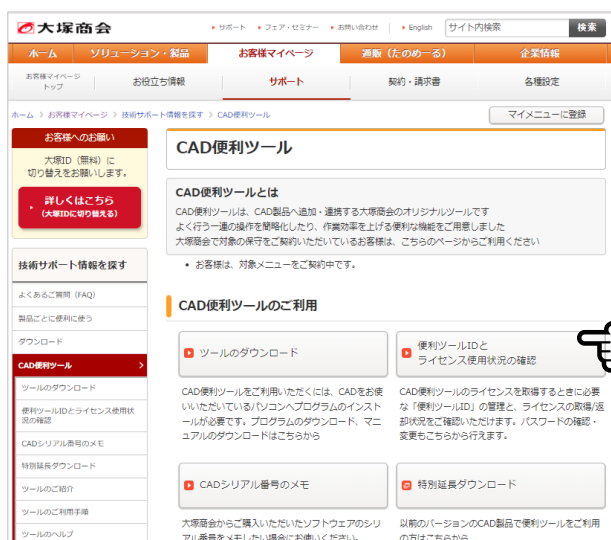 大塚商会
サポート フェア・セミナー お問い合わせ English サイト内検索 検索
ホーム ソリューション・製品 お客様マイページ 通販（たのめーる） 企業情報
お客様マイページ
トップ
お役立ち情報 サポート 契約・請求書 各種設定
ホーム > お客様マイページ > 技術サポート情報を探す > CAD便利ツール
マイメニューに登録
お客様へのお願い
大塚ID（無料）に
切り替えをお願いします。
詳しくはこちら
（大塚IDに切り替える）
技術サポート情報を探す
よくあるご質問（FAQ）
製品ごとに便利に使う
ダウンロード
CAD便利ツール
ツールのダウンロード
便利ツールIDとライセンス使用状
況の確認
CADシリアル番号のメモ
特別延長ダウンロード
ツールのご紹介
ツールのご利用手順
ツールのヘルプ
CAD便利ツール
CAD便利ツールとは
CAD便利ツールは、CAD製品へ追加・連携する大塚商会のオリジナルツールです
よく行う一連の操作を簡略化したり、作業効率を上げる便利な機能をご用意しました
大塚商会で対象の保守をご契約いただいているお客様は、こちらのページからご利用ください
• お客様は、対象メニューをご契約中です。
CAD便利ツールのご利用
ツールのダウンロード
CAD便利ツールをご利用いただくには、CADをお使
いいただいているパソコンへプログラムのインスト
ールが必要です。プログラムのダウンロード、マニ
ュアルのダウンロードはこちらから
便利ツールIDと
ライセンス使用状況の確認
CAD便利ツールのライセンスを取得するときに必要
な「便利ツールID」の管理と、ライセンスの取得/返
却状況をご確認いただけます。パスワードの確認・
変更もこちらから行えます。
CADシリアル番号のメモ
大塚商会からご購入いただいたソフトウェアのシリ
アル番号をメモしたい場合にお使いください。
特別延長ダウンロード
以前のバージョンのCAD製品で便利ツールをご利用
の方はこちらから